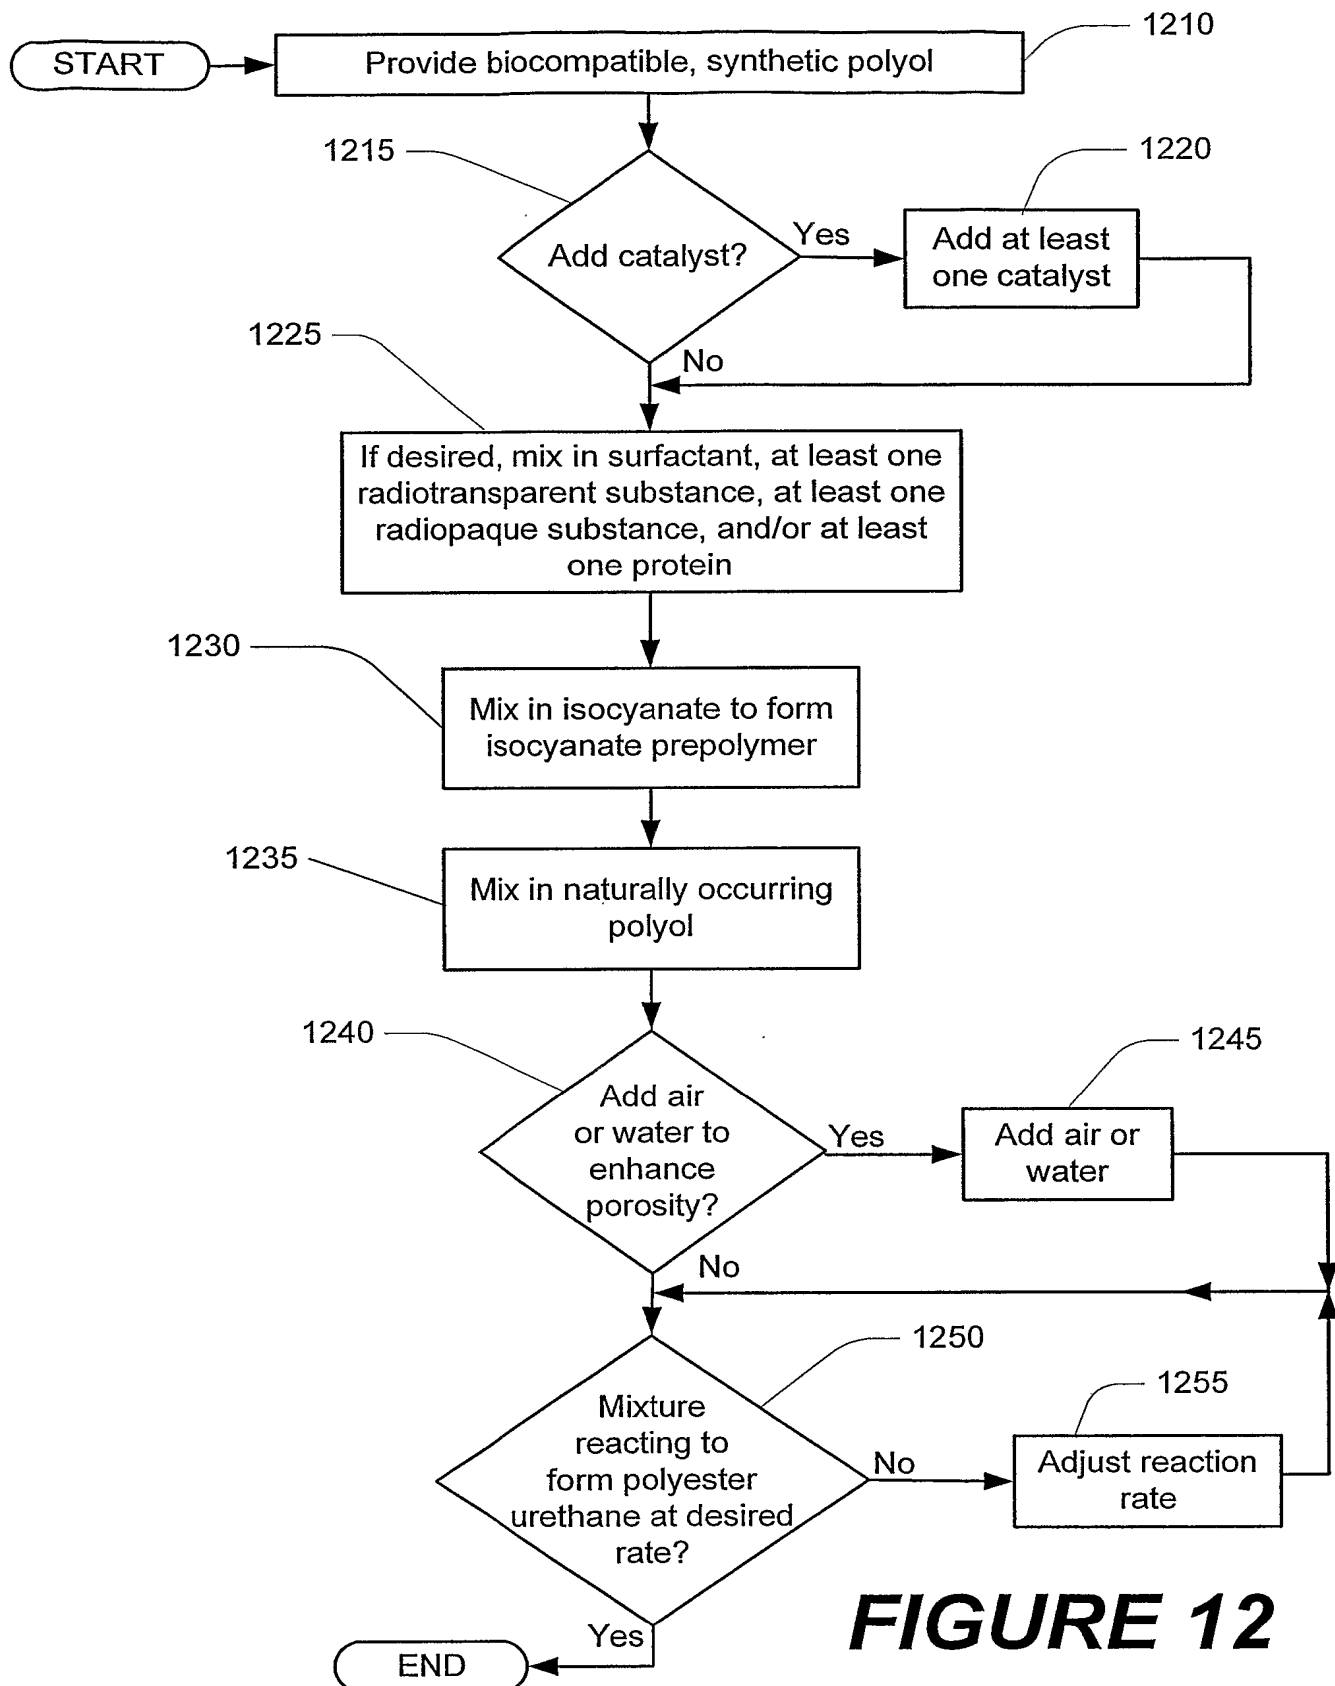 1210
START
Provide biocompatible, synthetic polyol
1215
1220
Add catalyst?
Yes
Add at least
one catalyst
1225
No
If desired, mix in surfactant, at least one
radiotransparent substance, at least one
radiopaque substance, and/or at least
one protein
1230
Mix in isocyanate to form
isocyanate prepolymer
1235
Mix in naturally occurring
polyol
1240
1245
Add air
or water to
enhance
porosity?
Yes
Add air or
water
No
1250
1255
Mixture
reacting to
form polyester
urethane at desired
rate?
No
Adjust reaction
rate
FIGURE 12
Yes
END